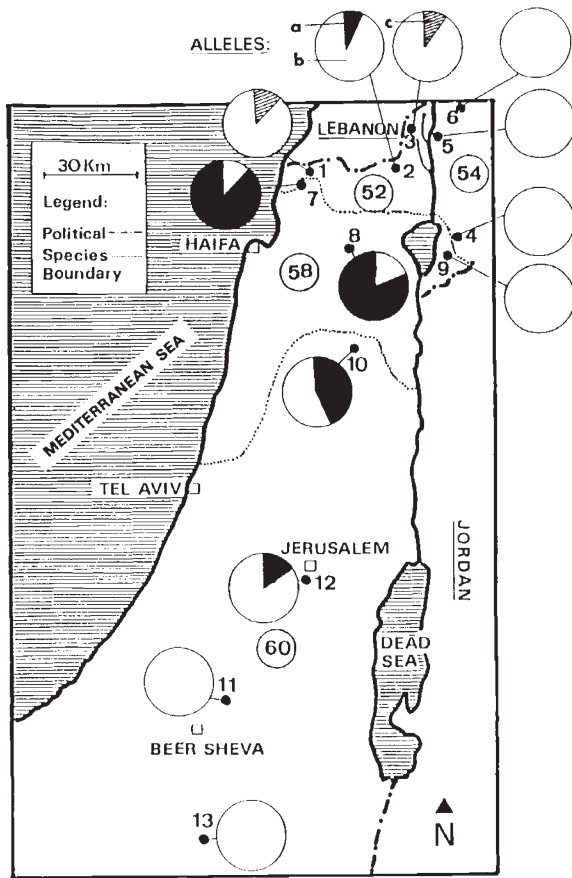 ALLELES:
a
b
c
LEBANON
6
3
5
30 Km
Legend:
Political
Species
Boundary
1
2
54
7
52
HAIFA
8
4
9
58
10
MEDITERRANEAN SEA
TEL AVIV
JORDAN
JERUSALEM
12
60
DEAD
SEA
11
BEER SHEVA
13
N